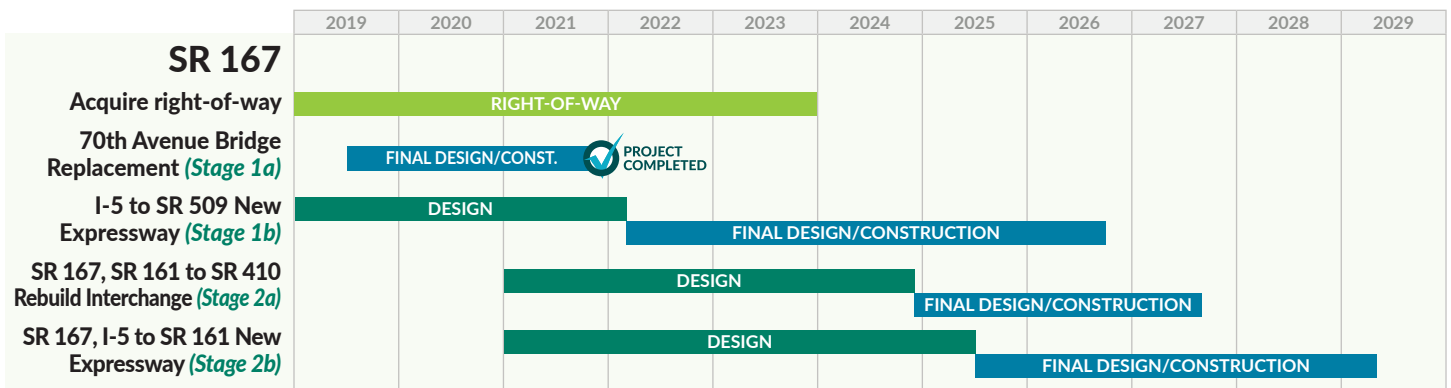 2019 2020 2021 2022 2023 2024 2025 2026 2027 2028 2029
SR 167
Acquire right-of-way
RIGHT-OF-WAY
70th Avenue Bridge
Replacement (Stage 1a)
FINAL DESIGN/CONST.
PROJECT
COMPLETED
I-5 to SR 509 New
Expressway (Stage 1b)
DESIGN
FINAL DESIGN/CONSTRUCTION
SR 167, SR 161 to SR 410
Rebuild Interchange (Stage 2a)
DESIGN
FINAL DESIGN/CONSTRUCTION
SR 167, I-5 to SR 161 New
Expressway (Stage 2b)
DESIGN
FINAL DESIGN/CONSTRUCTION